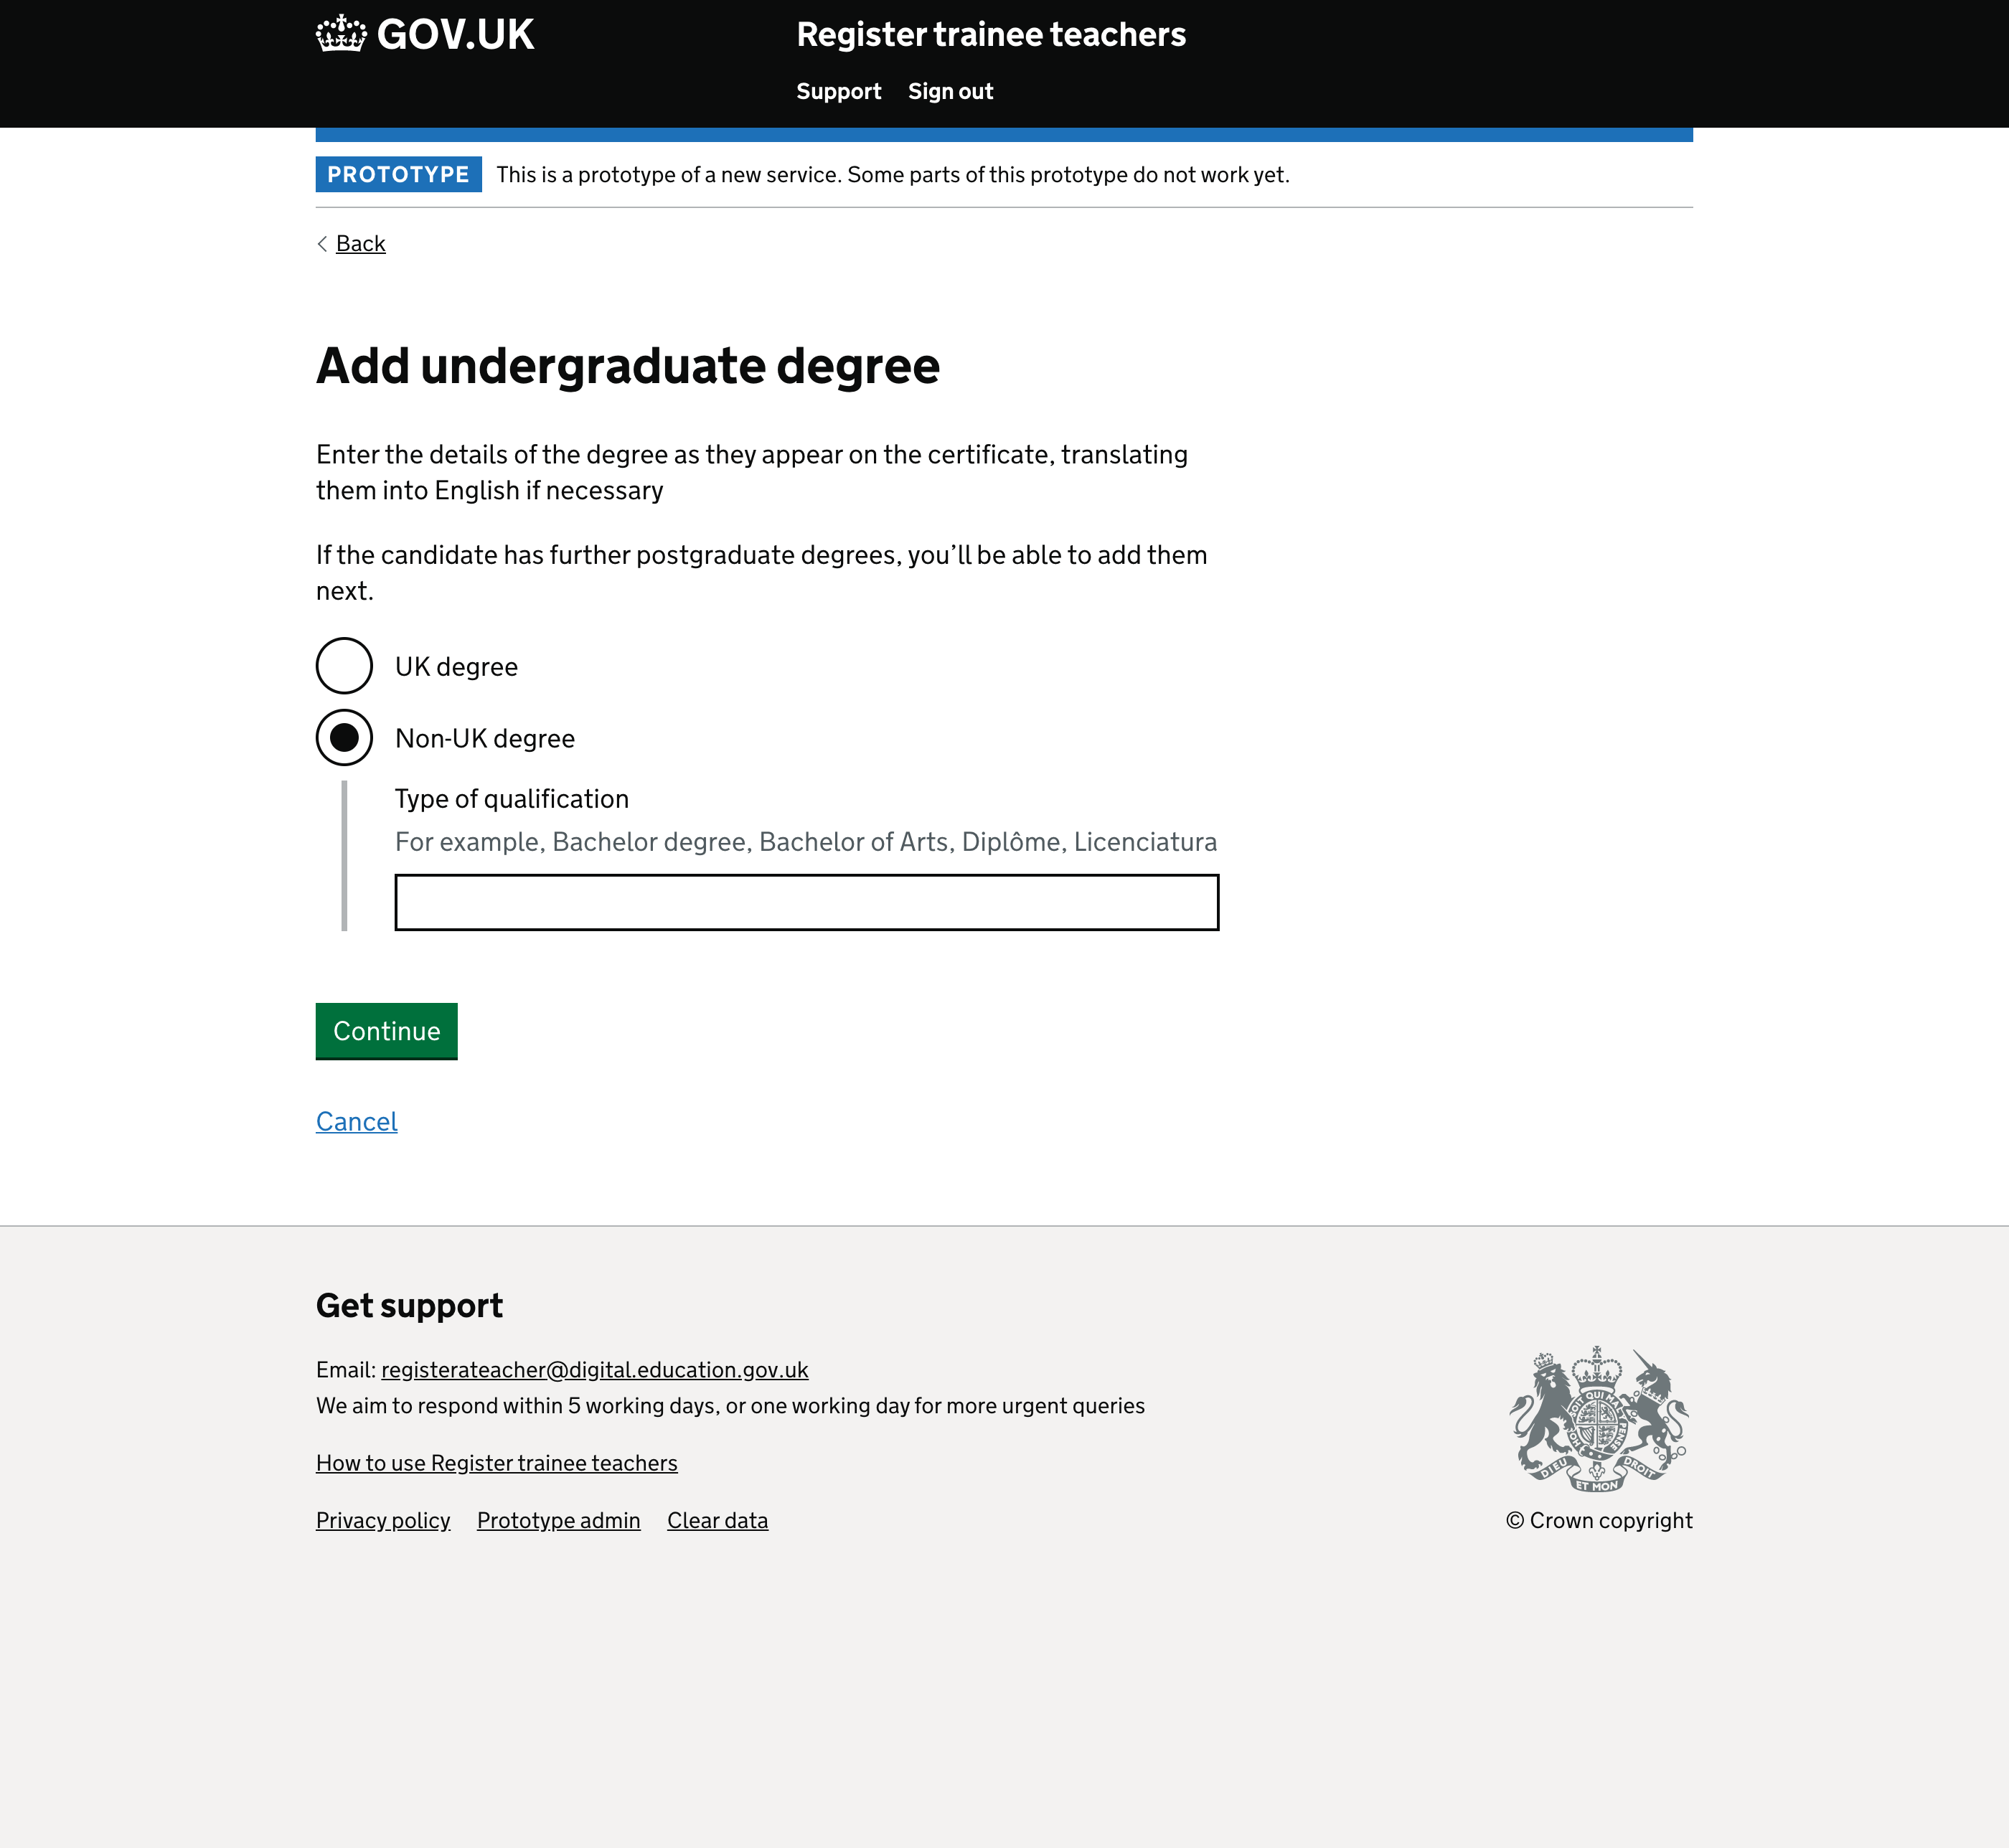 GOV.UK
Register trainee teachers
Support Sign out
PROTOTYPE This is a prototype of a new service. Some parts of this prototype do not work yet.
Back
Add undergraduate degree
Enter the details of the degree as they appear on the certificate, translating
them into English if necessary
If the candidate has further postgraduate degrees, you’ll be able to add them
next.
UK degree
Non-UK degree
Type of qualification
For example, Bachelor degree, Bachelor of Arts, Diplôme, Licenciatura
Continue
Cancel
Get support
Email: registerateacher@digital.education.gov.uk
We aim to respond within 5 working days, or one working day for more urgent queries
How to use Register trainee teachers
DIEU ET MON DROIT
Privacy policy Prototype admin Clear data
© Crown copyright